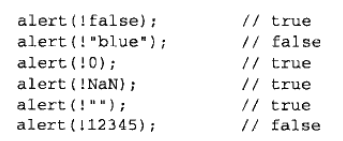 alert(!false);          // true
alert(!"blue");         // false
alert(!0);              // true
alert(!NaN);            // true
alert(!"");             // true
alert(!12345);          // false